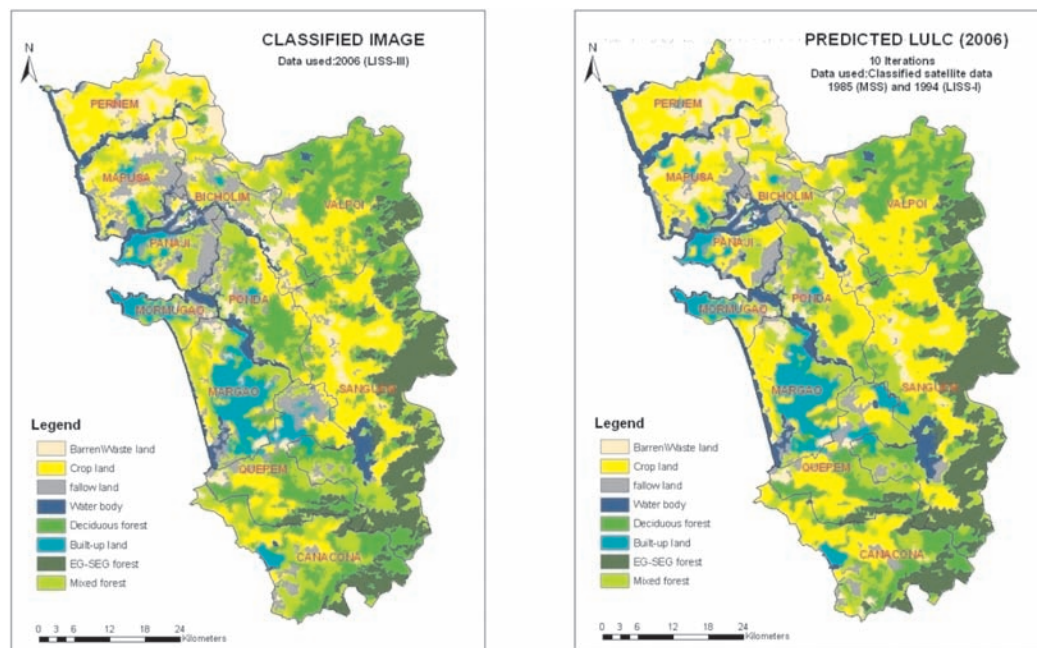 CLASSIFIED IMAGE
Data used:2006 (LISS-III)
N
PERNEM
MAPUSA
BICHOLIM
VALPOI
PANAJI
PONDA
MORMUGAO
MARGAO
QUEPEM
CANACONA
Legend
Barren\Waste land
Crop land
fallow land
Water body
Deciduous forest
Built-up land
EG-SEG forest
Mixed forest
0 3 6 12 18 24
Kilometers
PREDICTED LULC (2006)
10 Iterations
Data used:Classified satellite data
1985 (MSS) and 1994 (LISS-I)
N
PERNEM
MAPUSA
BICHOLIM
VALPOI
PANAJI
PONDA
MORMUGAO
MARGAO
QUEPEM
CANACONA
Legend
Barren\Waste land
Crop land
fallow land
Water body
Deciduous forest
Built-up land
EG-SEG forest
Mixed forest
0 3 6 12 18 24
Kilometers